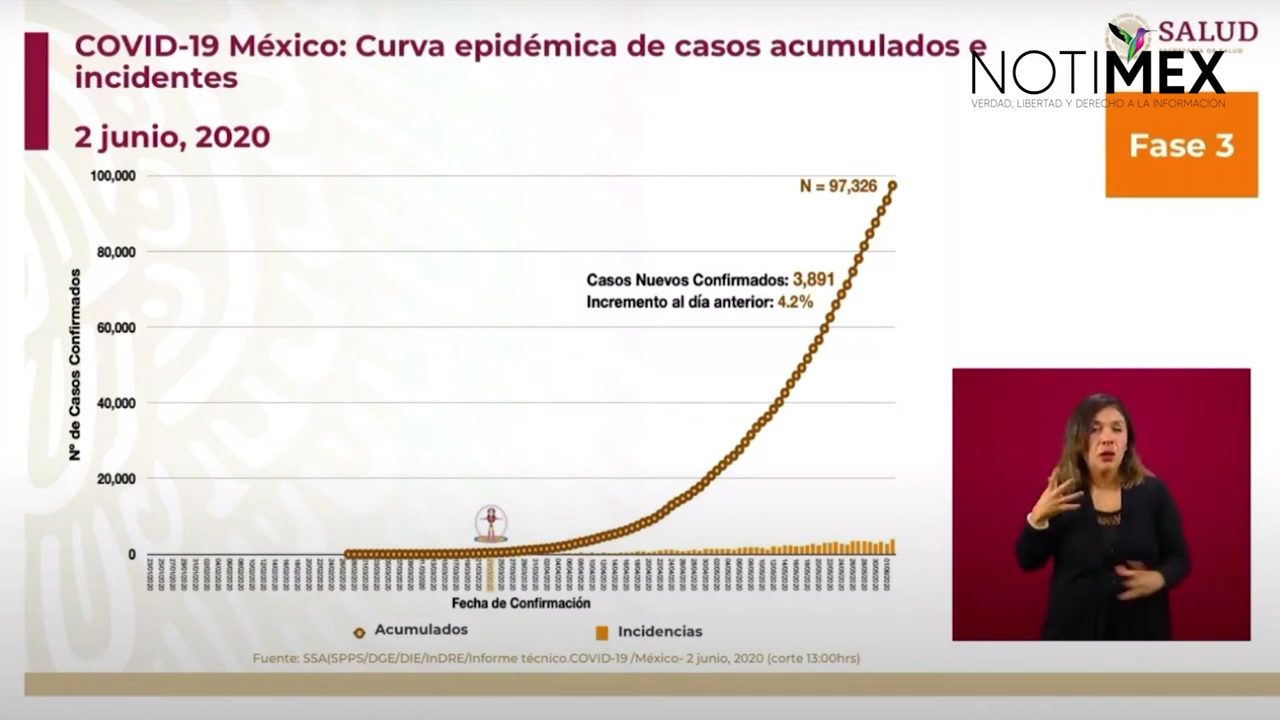 COVID-19 México: Curva epidémica de casos acumulados e
incidentes
2 junio, 2020
SALUD
NOTIMEX
VERDAD, LIBERTAD Y DERECHO A LA INFORMACIÓN
Fase 3
100,000
N = 97,326
80,000
Casos Nuevos Confirmados: 3,891
Incremento al día anterior: 4.2%
60,000
40,000
20,000
0
Nº de Casos Confirmados
Fecha de Confirmación
Acumulados
Incidencias
Fuente: SSA(SPPS/DGE/DIE/InDRE/Informe técnico.COVID-19 /México- 2 junio, 2020 (corte 13:00hrs)